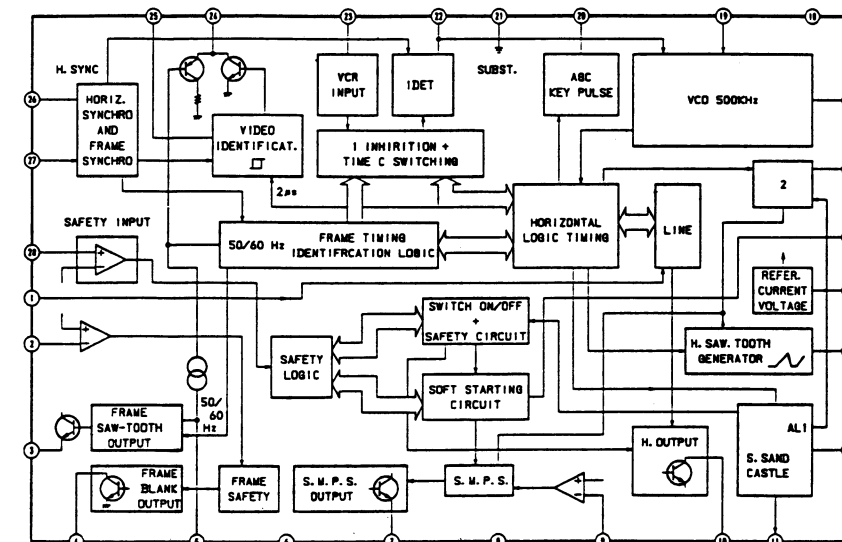 25
24
23
22
21
20
19
18
H. SYNC
HORIZ.
SYNCHRO
AND
FRAME
SYNCHRO
VCR
INPUT
IDET
SUBST.
ABC
KEY PULSE
VCO 500KHz
26
27
VIDEO
IDENTIFICAT.
I INHIRITION +
TIME C SWITCHING
2µs
2
SAFETY INPUT
50/60 Hz
FRAME TIMING
IDENTIFRCATION LOGIC
HORIZONTAL
LOGIC TIMING
LINE
28
1
2
REFER.
CURRENT
VOLTAGE
SWITCH ON/OFF
+
SAFETY CIRCUIT
SAFETY
LOGIC
H. SAW. TOOTH
GENERATOR
SOFT STARTING
CIRCUIT
50/
60
Hz
FRAME
SAW-TOOTH
OUTPUT
3
H. OUTPUT
AL1
S. SAND
CASTLE
FRAME
BLANK
OUTPUT
FRAME
SAFETY
S. M. P. S.
OUTPUT
S. M. P. S.
4
5
6
7
8
9
10
11